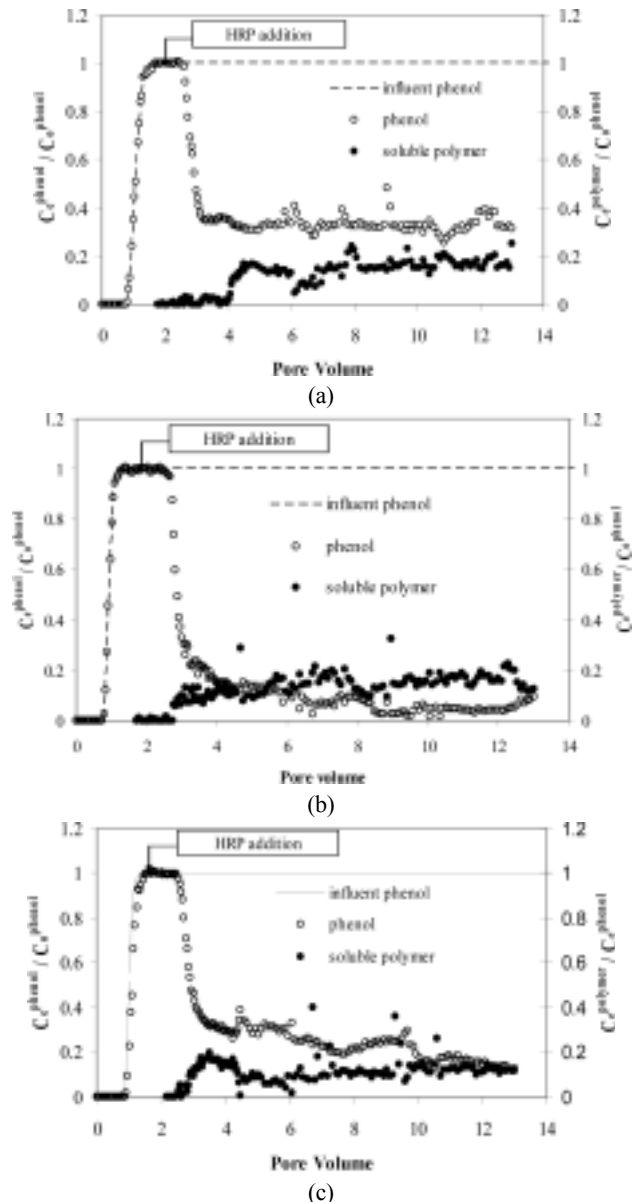 1.2 1.2
HRP addition
1 1
influent phenol
0.8 0.8
phenol
0.6 0.6
soluble polymer
0.4 0.4
0.2 0.2
0 0
0 2 4 6 8 10 12 14
Pore Volume
(a)
1.2 1.2
HRP addition
1 1
influent phenol
0.8 0.8
phenol
0.6 0.6
soluble polymer
0.4 0.4
0.2 0.2
0 0
0 2 4 6 8 10 12 14
Pore volume
(b)
1.2 1.2
HRP addition
1 1
influent phenol
0.8 0.8
phenol
0.6 0.6
soluble polymer
0.4 0.4
0.2 0.2
0 0
0 2 4 6 8 10 12 14
Pore Volume
(c)